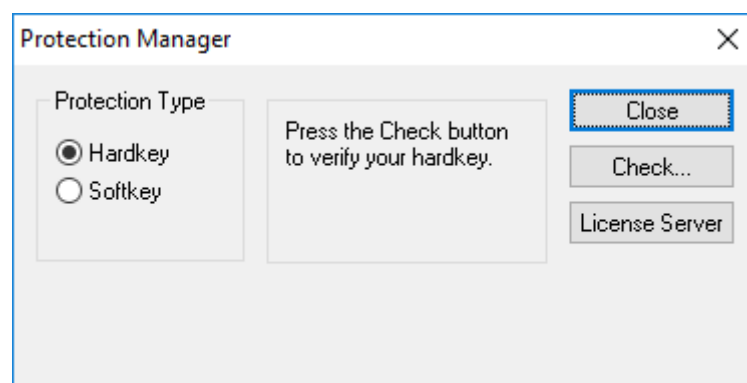 Protection Manager
Protection Type
Hardkey
Softkey
Press the Check button
to verify your hardkey.
Close
Check...
License Server